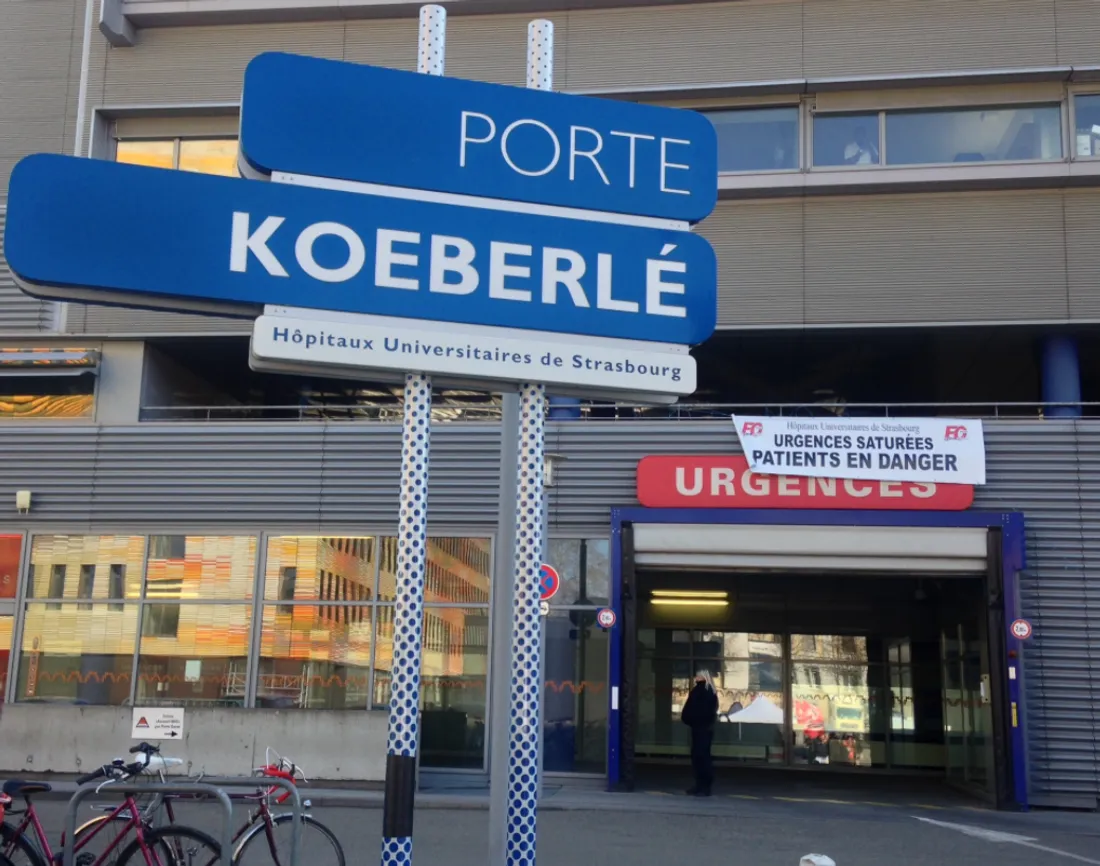 PORTE
KOEBERLÉ
Hôpitaux Universitaires de Strasbourg
Hôpitaux Universitaires de Strasbourg
URGENCES SATURÉES
PATIENTS EN DANGER
URGENCES